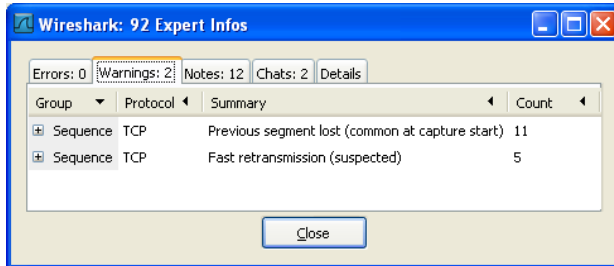 Wireshark: 92 Expert Infos
Errors: 0 Warnings: 2 Notes: 12 Chats: 2 Details
Group Protocol Summary Count
Sequence TCP Previous segment lost (common at capture start) 11
Sequence TCP Fast retransmission (suspected) 5
Close